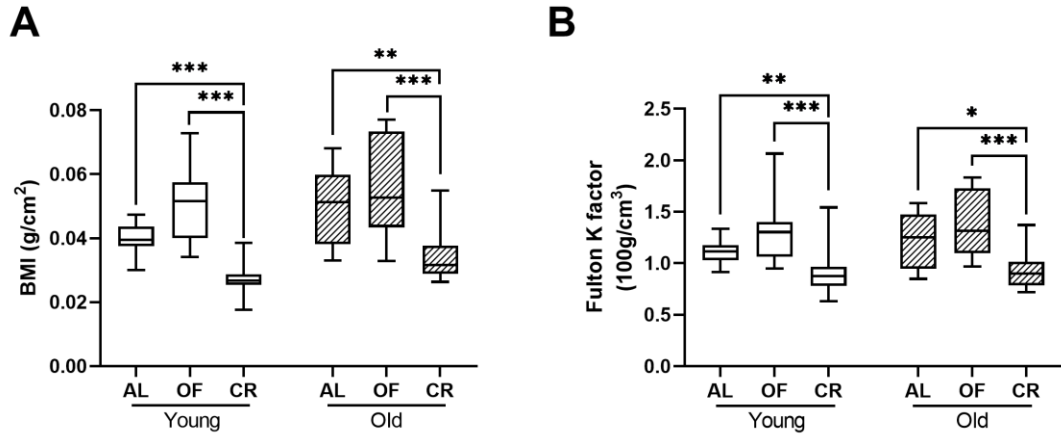 A
B
***
***
**
***
**
***
*
***
BMI (g/cm²)
0.08
0.06
0.04
0.02
0.00
AL OF CR AL OF CR
Young Old
Fulton K factor
(100g/cm³)
2.5
2.0
1.5
1.0
0.5
0.0
AL OF CR AL OF CR
Young Old